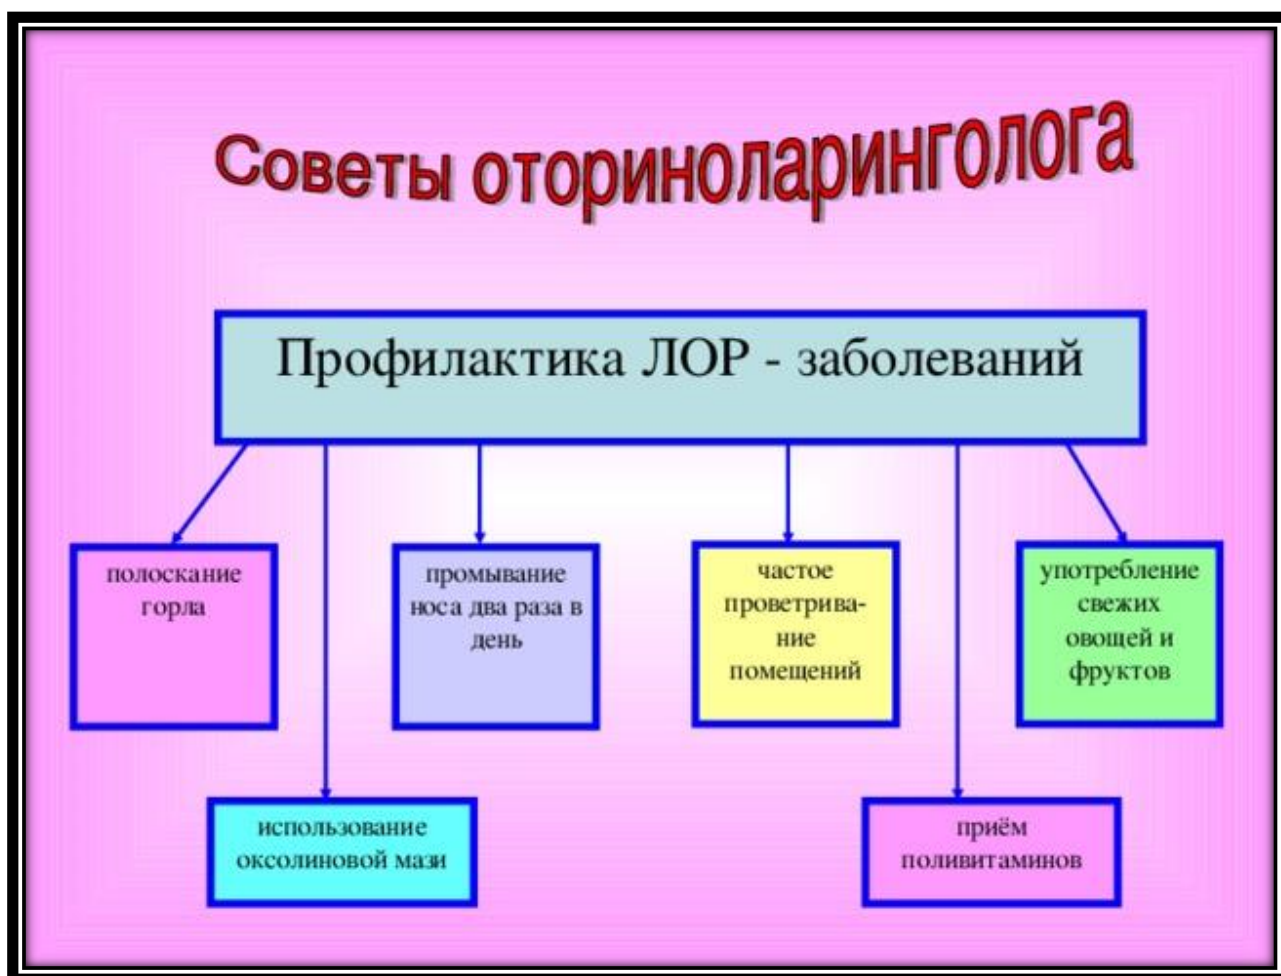 Советы оториноларинголога
Профилактика ЛОР - заболеваний
полоскание
горла
промывание
носа два раза в
день
частое
проветрива-
ние
помещений
употребление
свежих
овощей и
фруктов
использование
оксолиновой мази
приём
поливитаминов